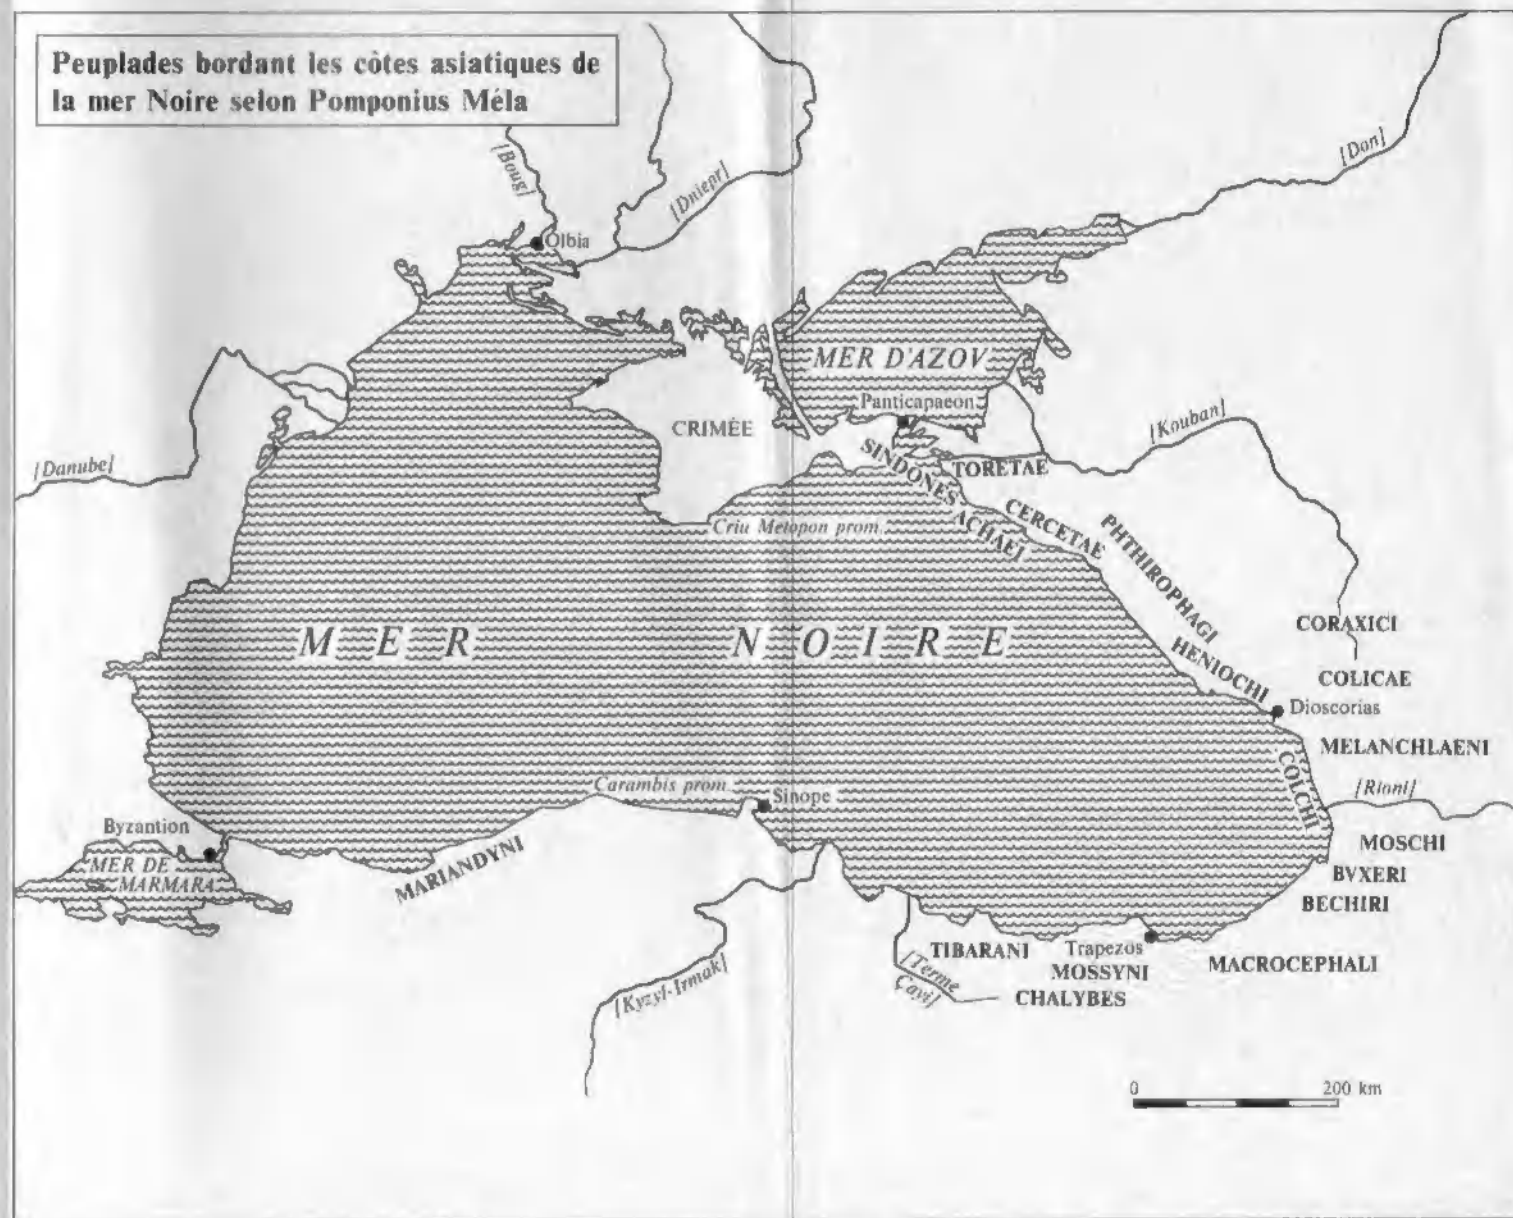 Peuplades bordant les côtes asiatiques de
la mer Noire selon Pomponius Méla
[Boug]
[Dniepr]
[Don]
Olbia
MER D'AZOV
Panticapaeon
[Kouban]
CRIMÉE
[Danube]
SINDONES
TORETAE
Criu Metopon prom.
ACHAEI
CERCETAE
PHTHIROPHAGI
CORAXICI
MER NOIRE
HENIOCHI
COLICAE
Dioscorias
MELANCHLAENI
COLCHI
Carambis prom.
Sinope
[Rioni]
Byzantion
MER DE
MARMARA
MARIANDYNI
MOSCHI
BVXERI
BECHIRI
TIBARANI
Trapezos
MOSSYNI
MACROCEPHALI
[Kyzyl-Irmak]
[Terme
Çayi]
CHALYBES
0 200 km